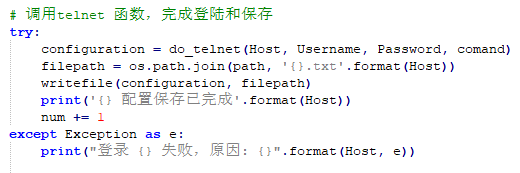 # 调用telnet 函数，完成登陆和保存
try:
    configuration = do_telnet(Host, Username, Password, comand)
    filepath = os.path.join(path, '{}.txt'.format(Host))
    writefile(configuration, filepath)
    print('{} 配置保存已完成'.format(Host))
    num += 1
except Exception as e:
    print("登录 {} 失败，原因: {}".format(Host, e))